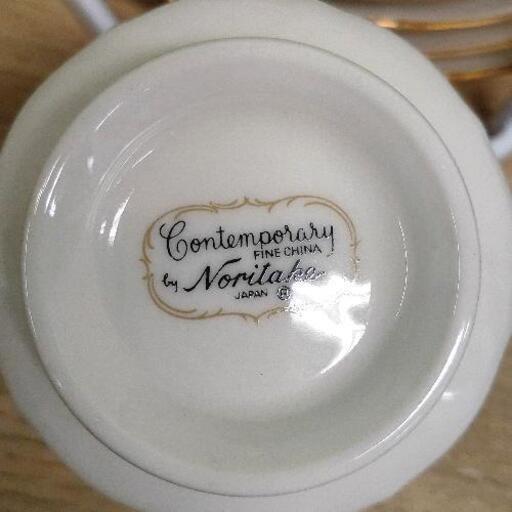 Contemporary
FINE CHINA
by Noritake
JAPAN ®